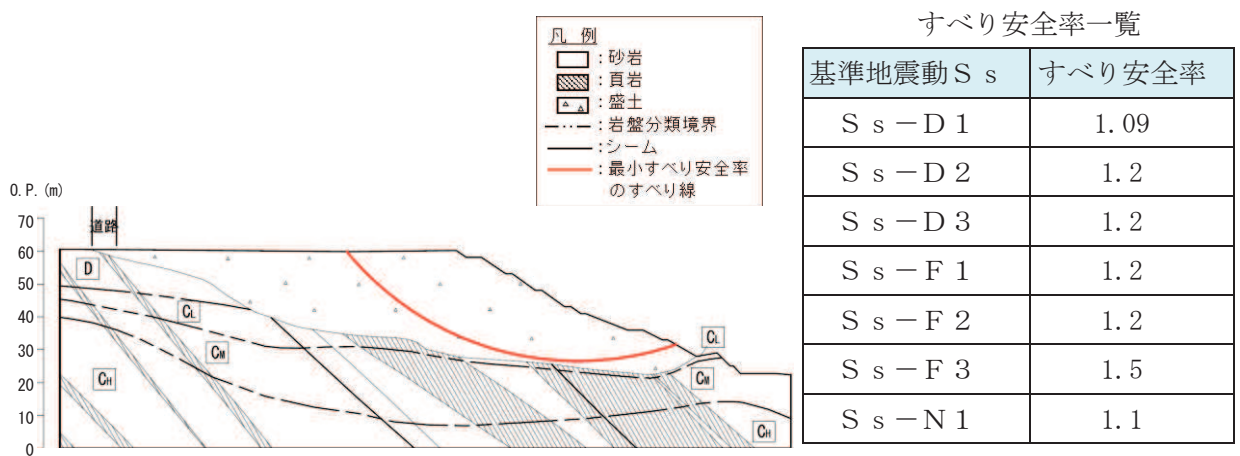 凡 例
:砂岩
:頁岩
:盛土
:岩盤分類境界
:シーム
:最小すべり安全率
のすべり線
O.P.(m)
70
60
50
40
30
20
10
0
道路
D
CL
CM
CH
CL
CM
CH
すべり安全率一覧
基準地震動Ss すべり安全率
Ss-D1 1.09
Ss-D2 1.2
Ss-D3 1.2
Ss-F1 1.2
Ss-F2 1.2
Ss-F3 1.5
Ss-N1 1.1